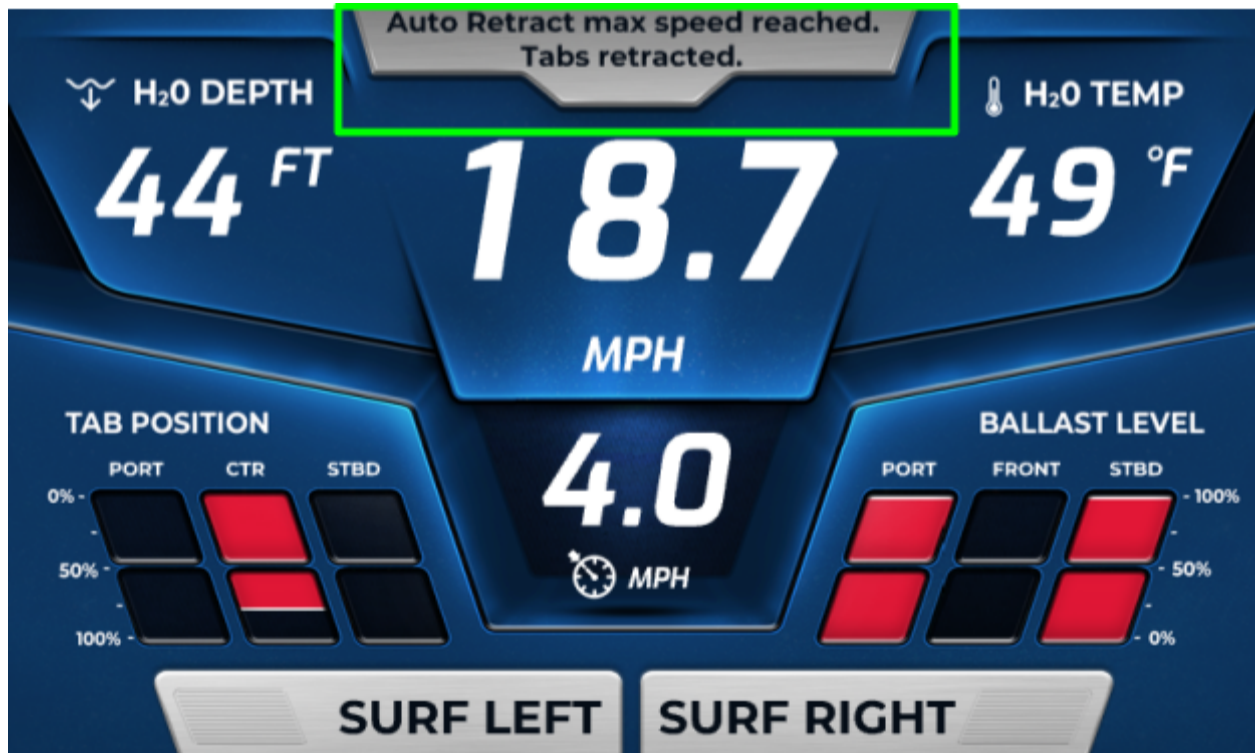 Auto Retract max speed reached.
Tabs retracted.
H₂0 DEPTH
44 FT
18.7
MPH
H₂0 TEMP
49 °F
TAB POSITION
PORT CTR STBD
0% -
-
50% -
-
100% -
4.0
MPH
BALLAST LEVEL
PORT FRONT STBD
- 100%
-
- 50%
-
- 0%
SURF LEFT
SURF RIGHT